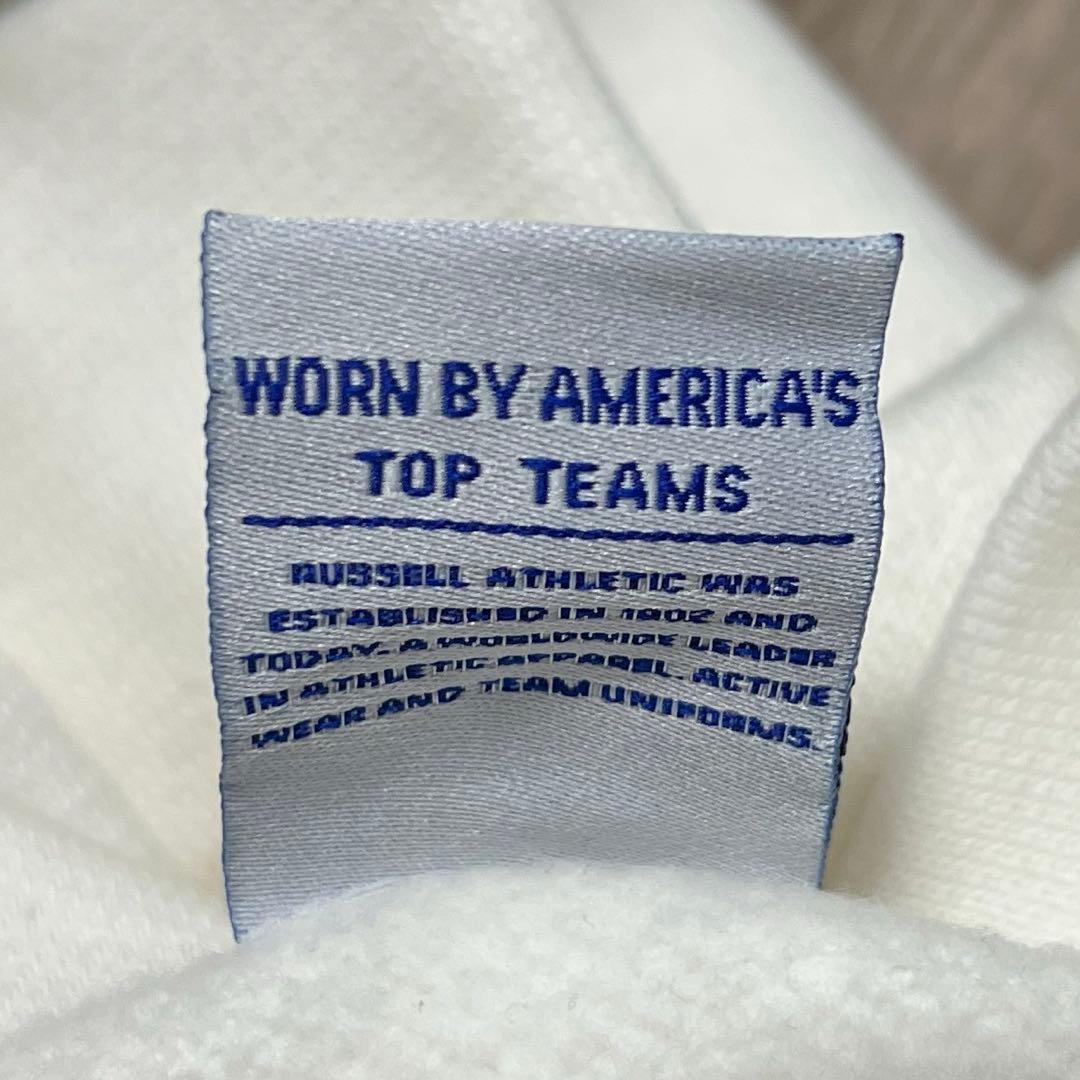 WORN BY AMERICA'S
TOP TEAMS
RUSSELL ATHLETIC WAS
ESTABLISHED IN 1902 AND
TODAY, A WORLDWIDE LEADER
IN ATHLETIC APPAREL, ACTIVE
WEAR AND TEAM UNIFORMS.